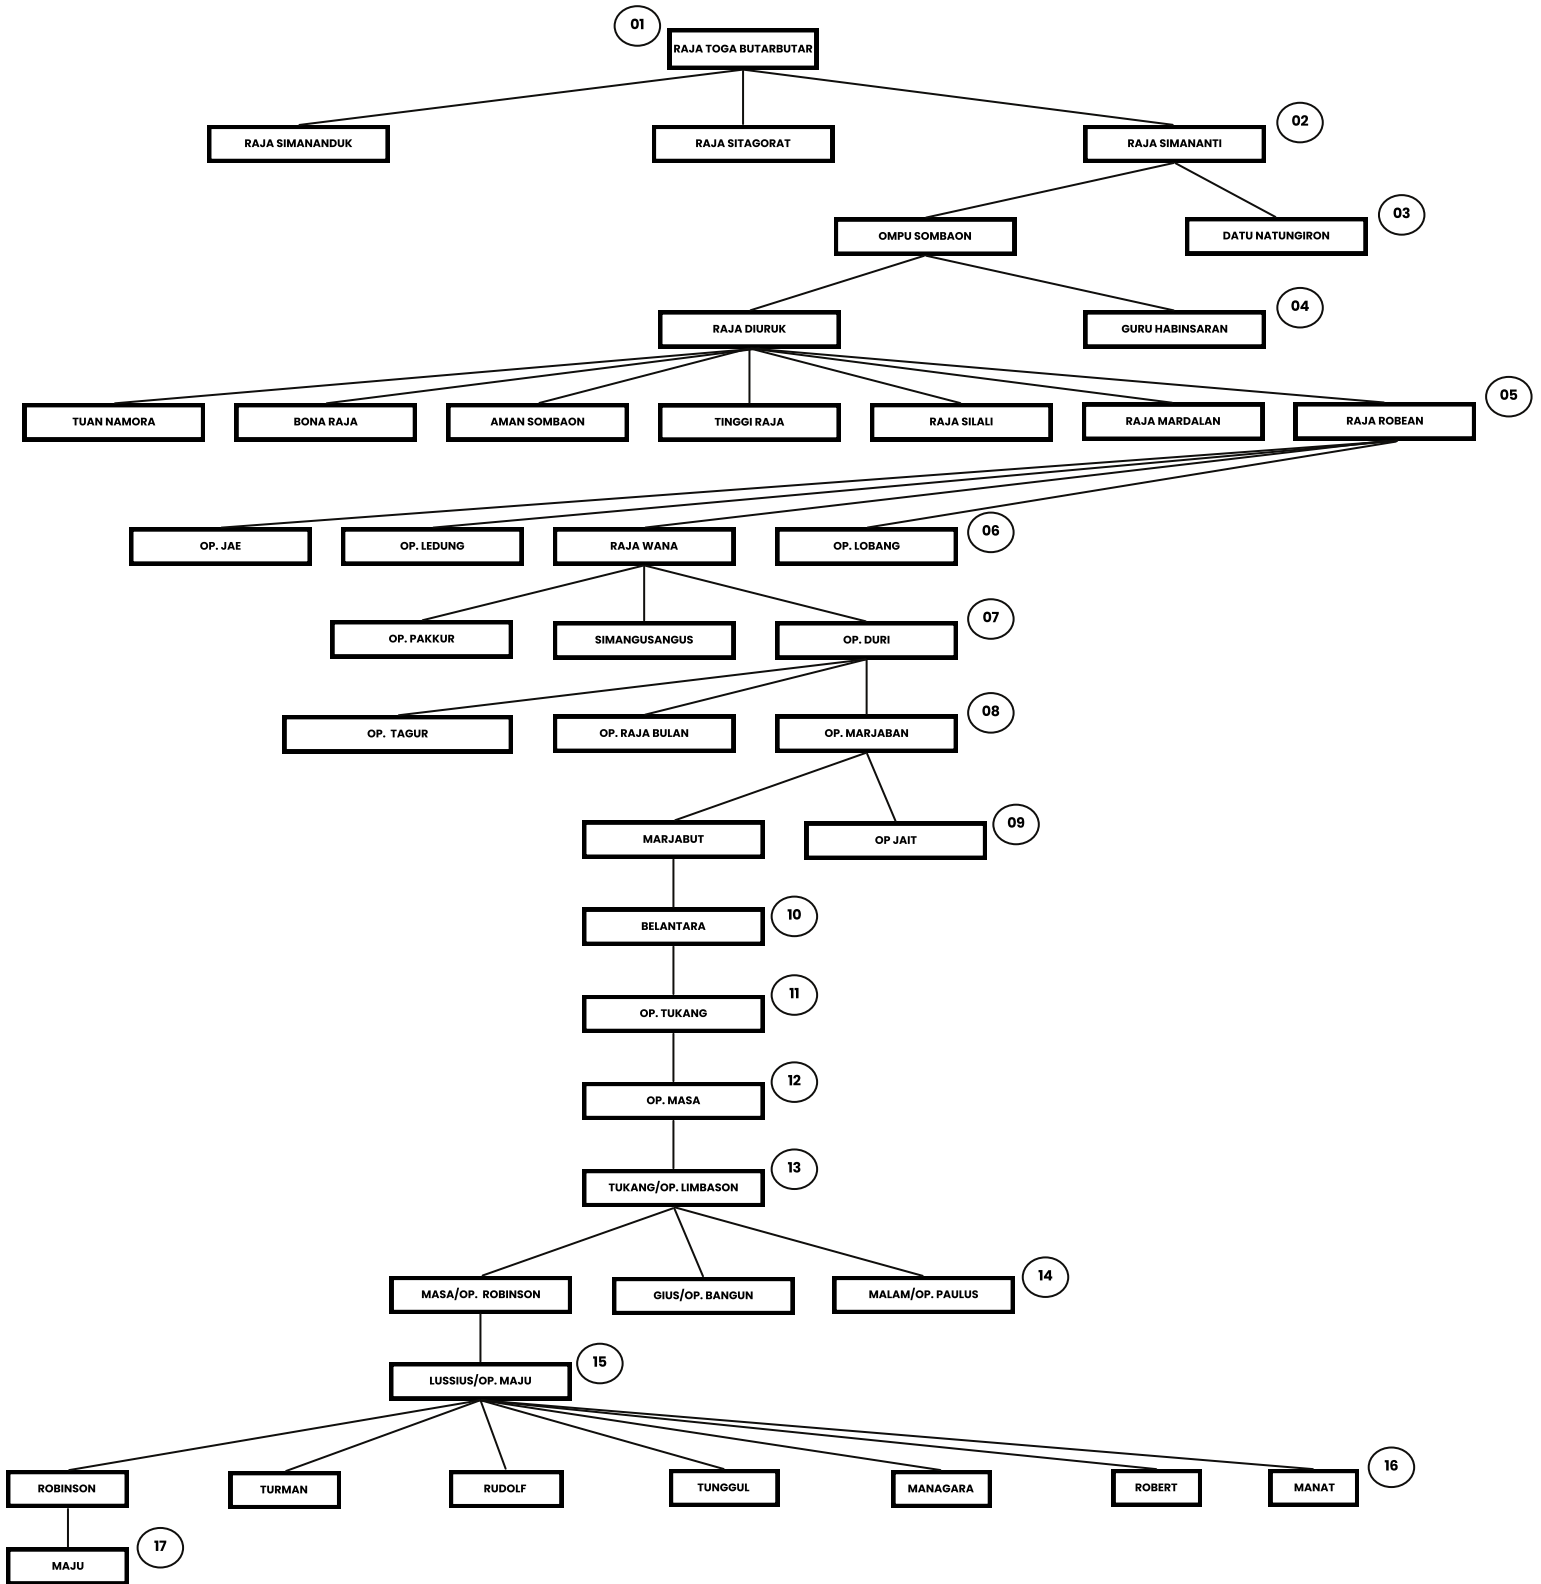 01
RAJA TOGA BUTARBUTAR
02
RAJA SIMANANDUK
RAJA SITAGORAT
RAJA SIMANANTI
03
OMPU SOMBAON
DATU NATUNGIRON
04
RAJA DIURUK
GURU HABINSARAN
05
TUAN NAMORA
BONA RAJA
AMAN SOMBAON
TINGGI RAJA
RAJA SILALI
RAJA MARDALAN
RAJA ROBEAN
06
OP. JAE
OP. LEDUNG
RAJA WANA
OP. LOBANG
07
OP. PAKKUR
SIMANGUSANGUS
OP. DURI
08
OP. TAGUR
OP. RAJA BULAN
OP. MARJABAN
09
MARJABUT
OP JAIT
10
BELANTARA
11
OP. TUKANG
12
OP. MASA
13
TUKANG/OP. LIMBASON
14
MASA/OP. ROBINSON
GIUS/OP. BANGUN
MALAM/OP. PAULUS
15
LUSSIUS/OP. MAJU
16
ROBINSON
TURMAN
RUDOLF
TUNGGUL
MANAGARA
ROBERT
MANAT
17
MAJU